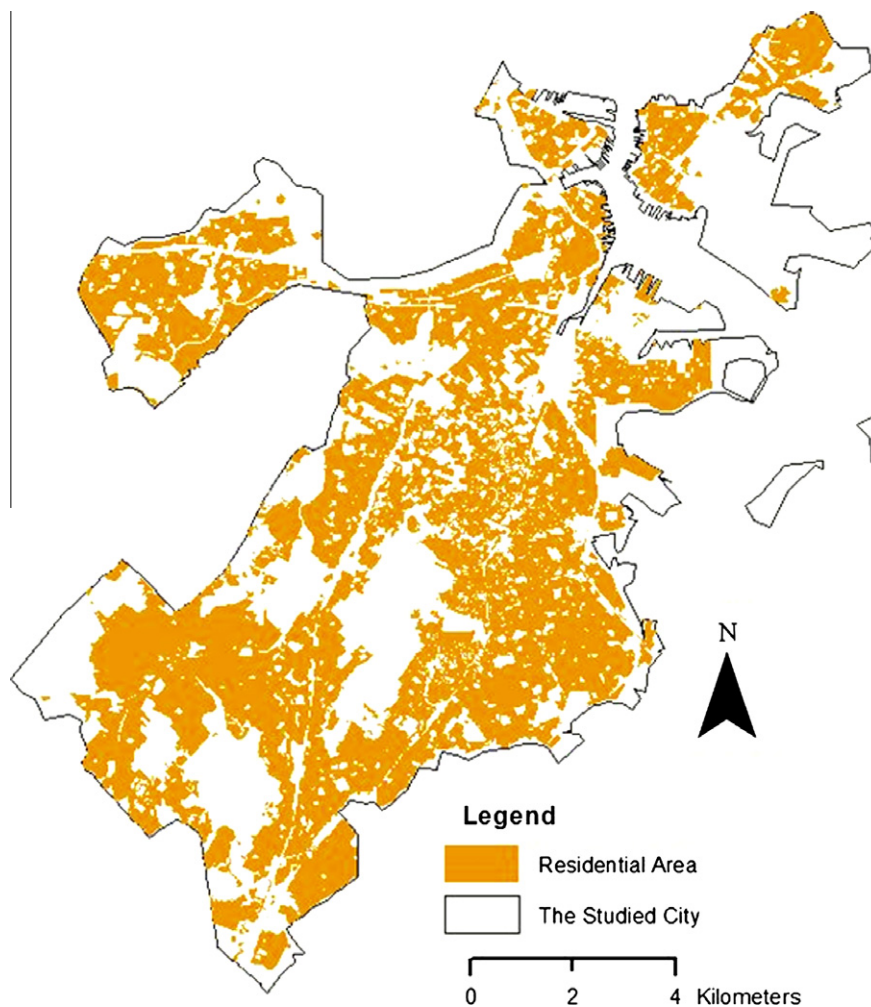 N
Legend
Residential Area
The Studied City
0 2 4 Kilometers